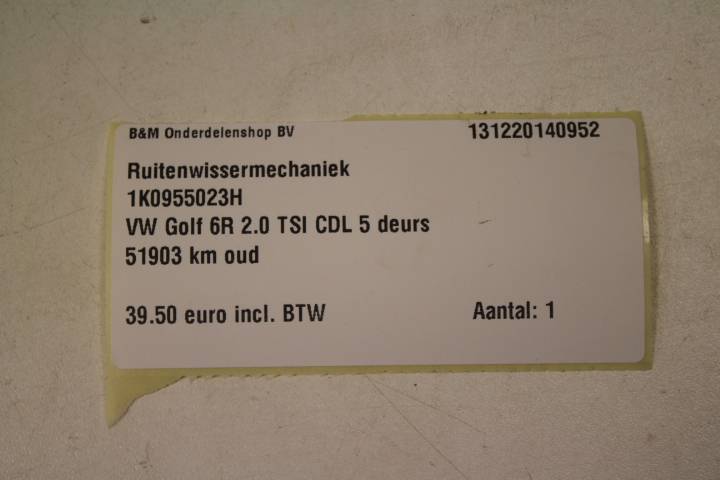 B&M Onderdelenshop BV 131220140952
Ruitenwissermechaniek
1K0955023H
VW Golf 6R 2.0 TSI CDL 5 deurs
51903 km oud
39.50 euro incl. BTW Aantal: 1